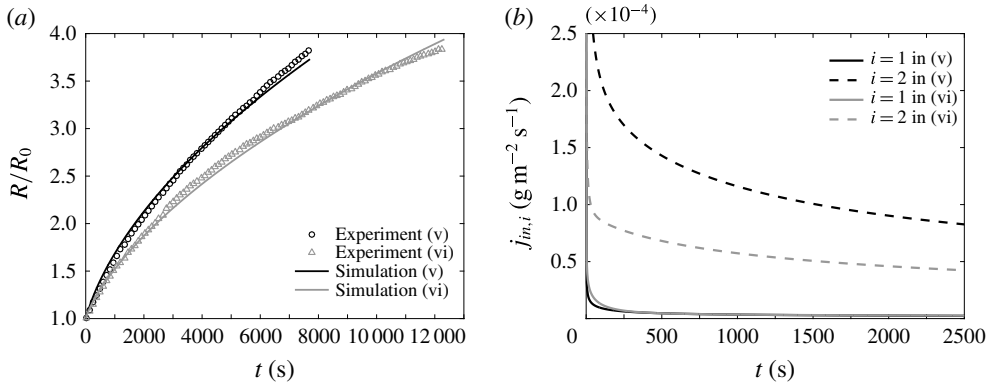 (a)
4.0
3.5
3.0
2.5
2.0
1.5
1.0
R/R0
0 2000 4000 6000 8000 10 000 12 000
t (s)
Experiment (v)
Experiment (vi)
Simulation (v)
Simulation (vi)
(b)
(×10−4)
2.5
2.0
1.5
1.0
0.5
j_in,i (g m−2 s−1)
0 500 1000 1500 2000 2500
t (s)
i = 1 in (v)
i = 2 in (v)
i = 1 in (vi)
i = 2 in (vi)